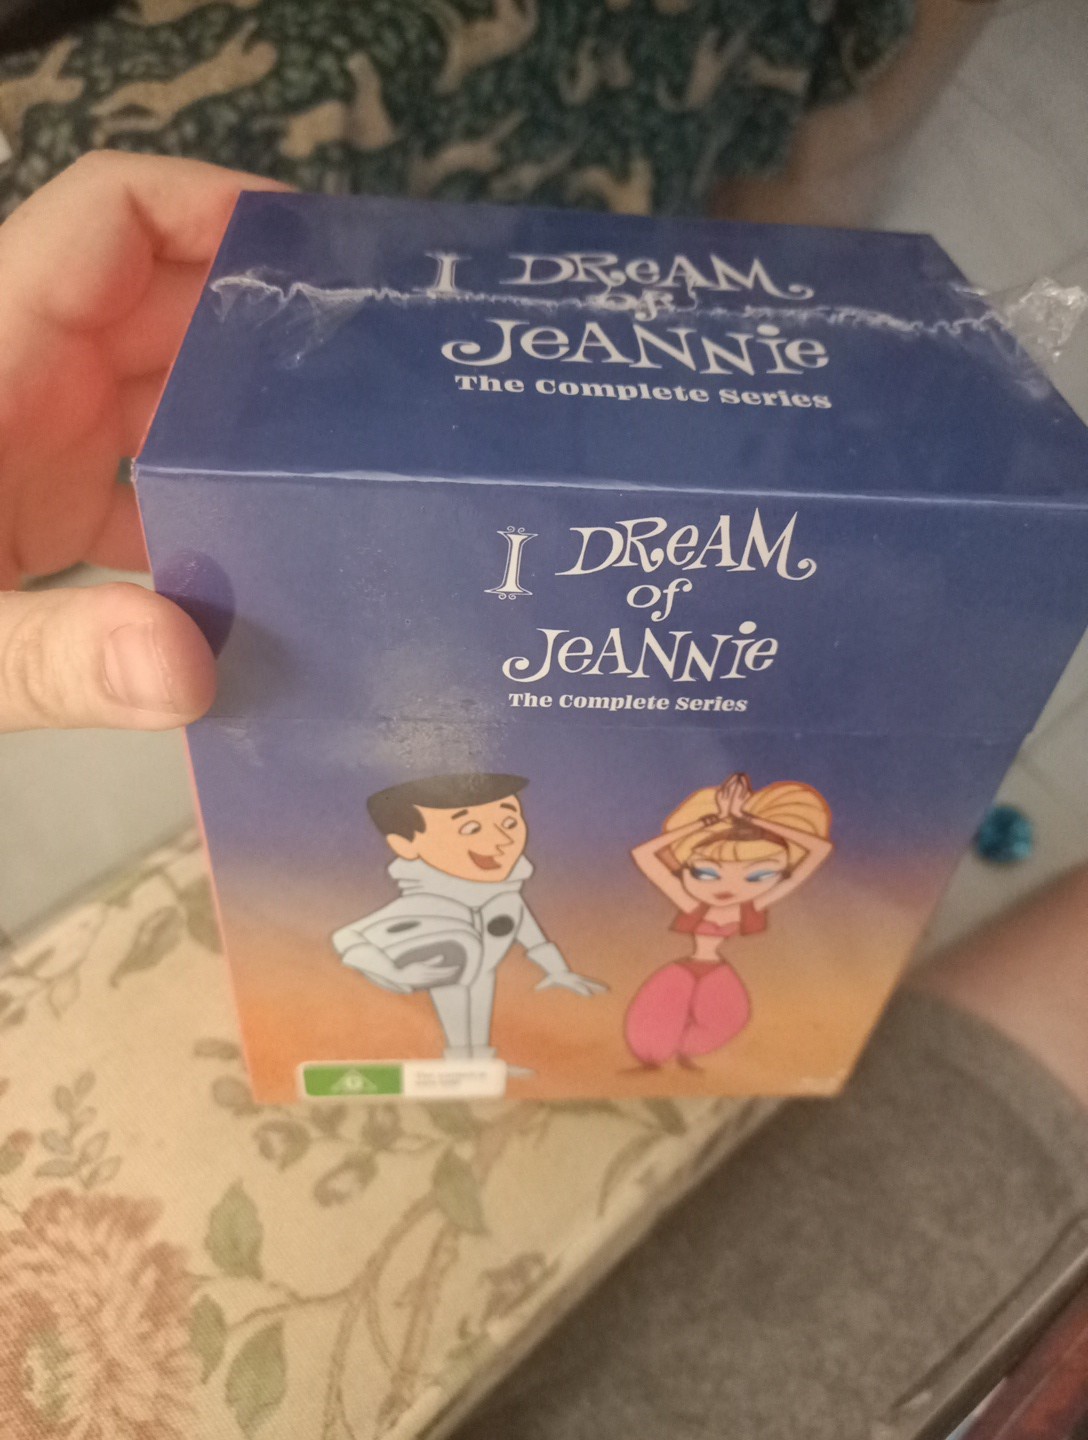 I DREAM
OF
JEANNIE
The Complete Series
I DREAM
of
JEANNIE
The Complete Series
G